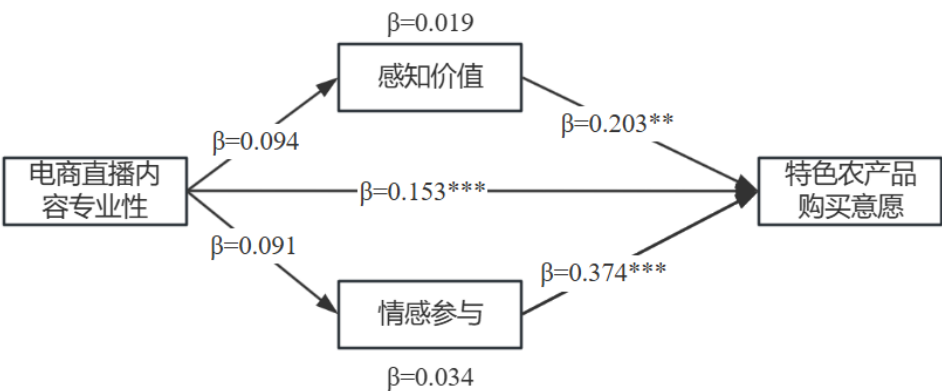 β=0.019
感知价值
β=0.094
β=0.203**
电商直播内
容专业性
β=0.153***
特色农产品
购买意愿
β=0.091
β=0.374***
情感参与
β=0.034